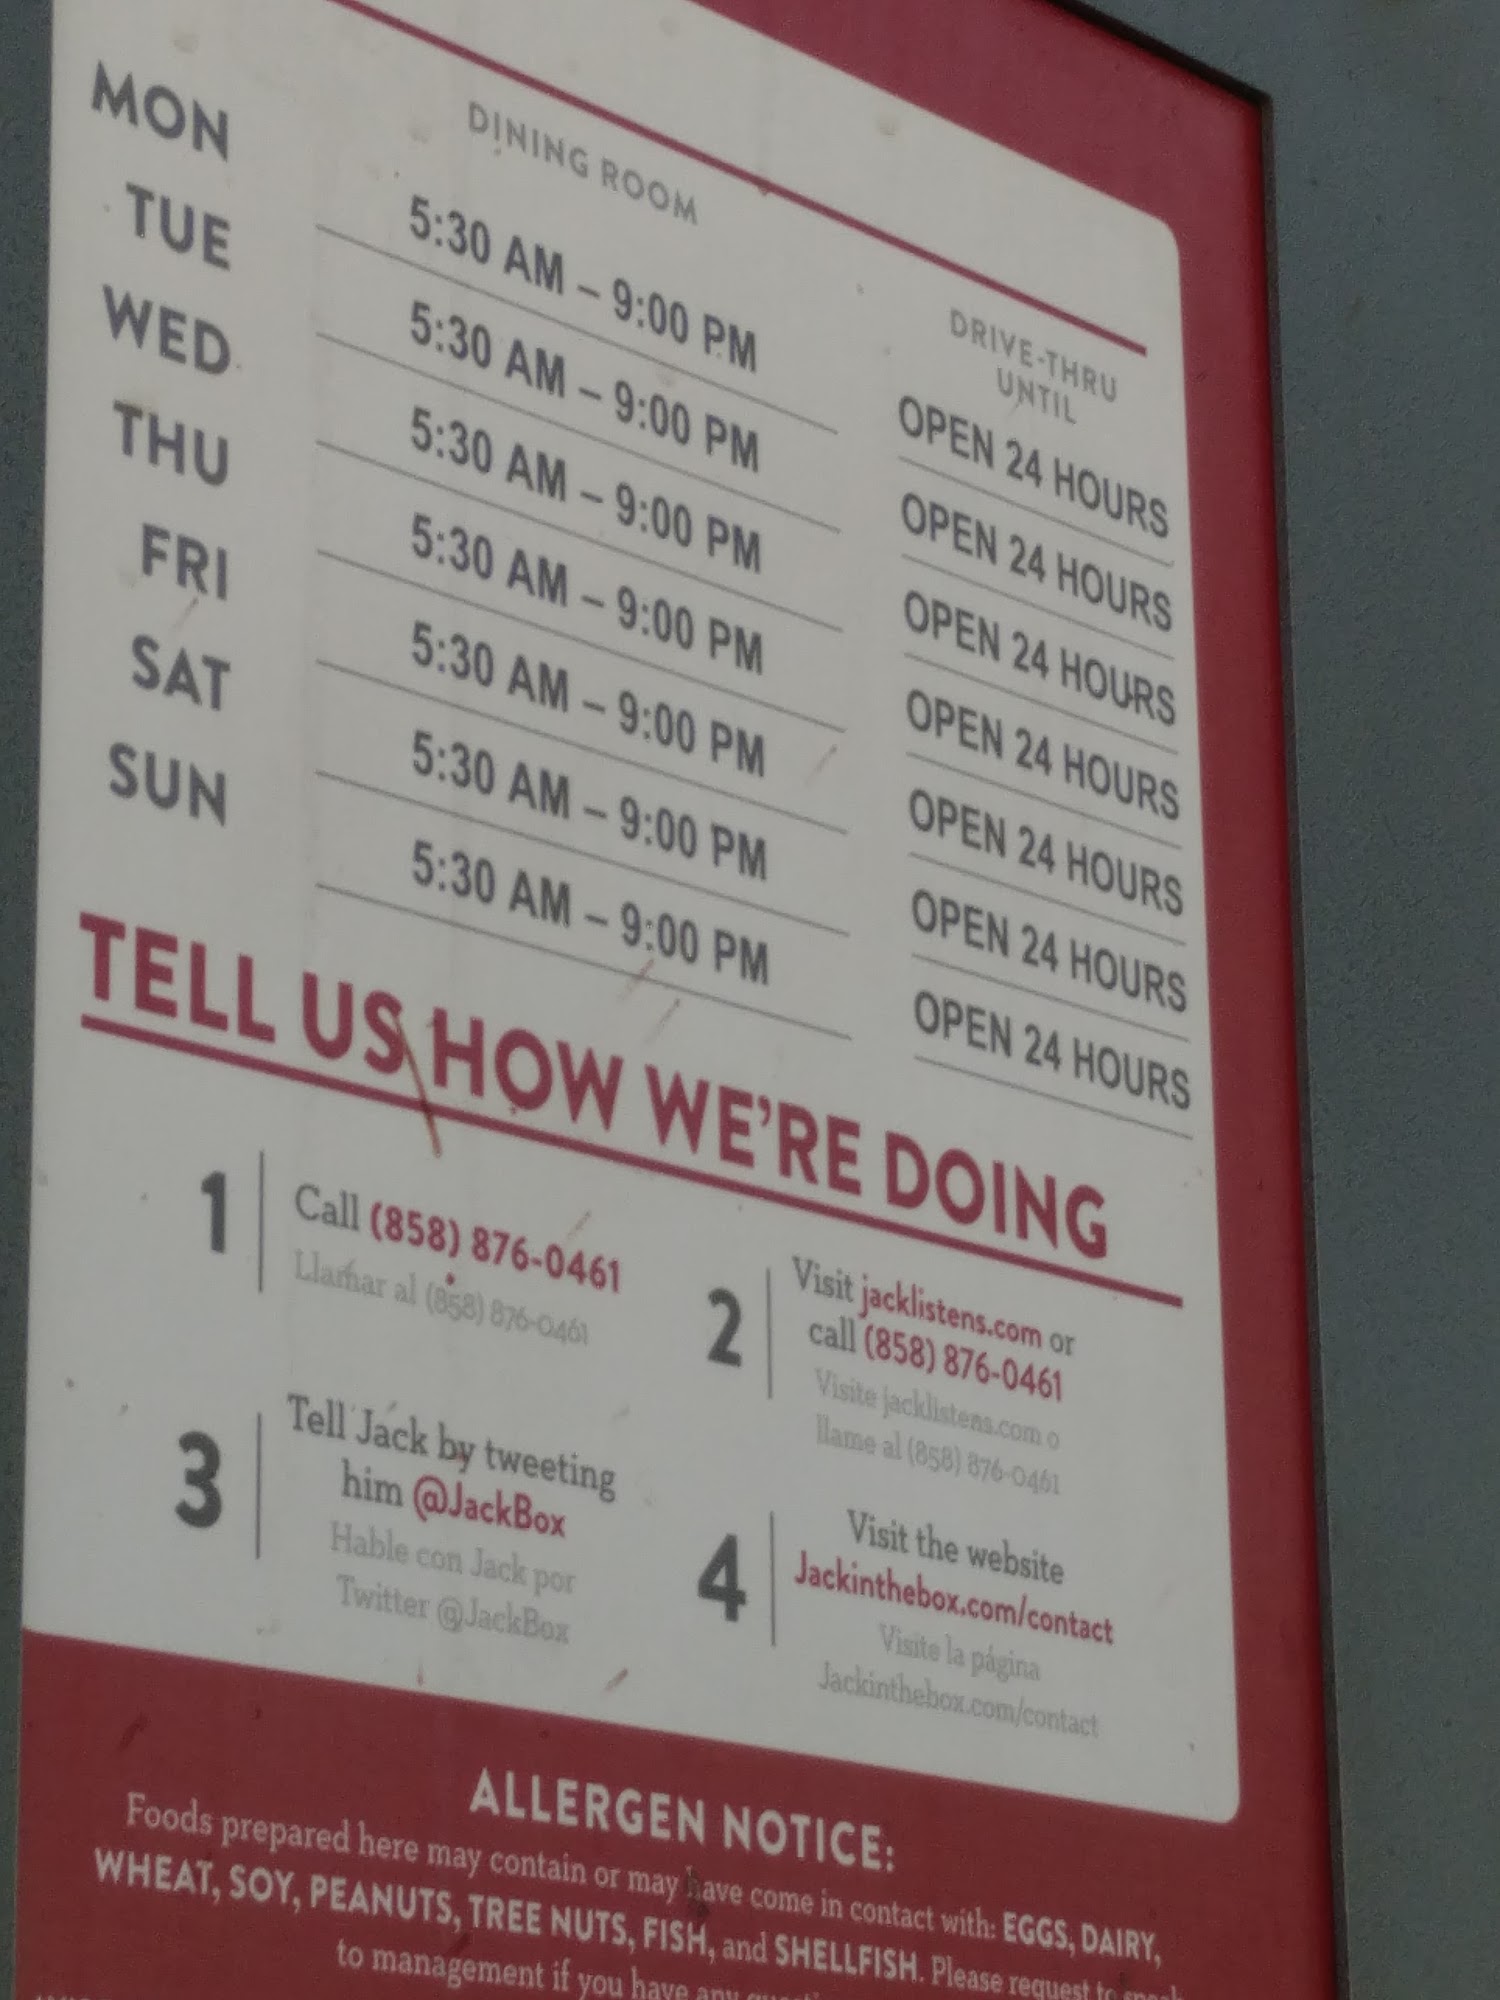 DINING ROOM
DRIVE-THRU
UNTIL
MON 5:30 AM – 9:00 PM OPEN 24 HOURS
TUE 5:30 AM – 9:00 PM OPEN 24 HOURS
WED 5:30 AM – 9:00 PM OPEN 24 HOURS
THU 5:30 AM – 9:00 PM OPEN 24 HOURS
FRI 5:30 AM – 9:00 PM OPEN 24 HOURS
SAT 5:30 AM – 9:00 PM OPEN 24 HOURS
SUN 5:30 AM – 9:00 PM OPEN 24 HOURS
TELL US HOW WE'RE DOING
1
Call (858) 876-0461
Llamar al (858) 876-0461
2
Visit jacklistens.com or
call (858) 876-0461
Visite jacklistens.com o
llame al (858) 876-0461
3
Tell Jack by tweeting
him @JackBox
Hable con Jack por
Twitter @JackBox
4
Visit the website
Jackinthebox.com/contact
Visite la página
Jackinthebox.com/contact
ALLERGEN NOTICE:
Foods prepared here may contain or may have come in contact with: EGGS, DAIRY,
WHEAT, SOY, PEANUTS, TREE NUTS, FISH, and SHELLFISH. Please request to speak
to management if you have any